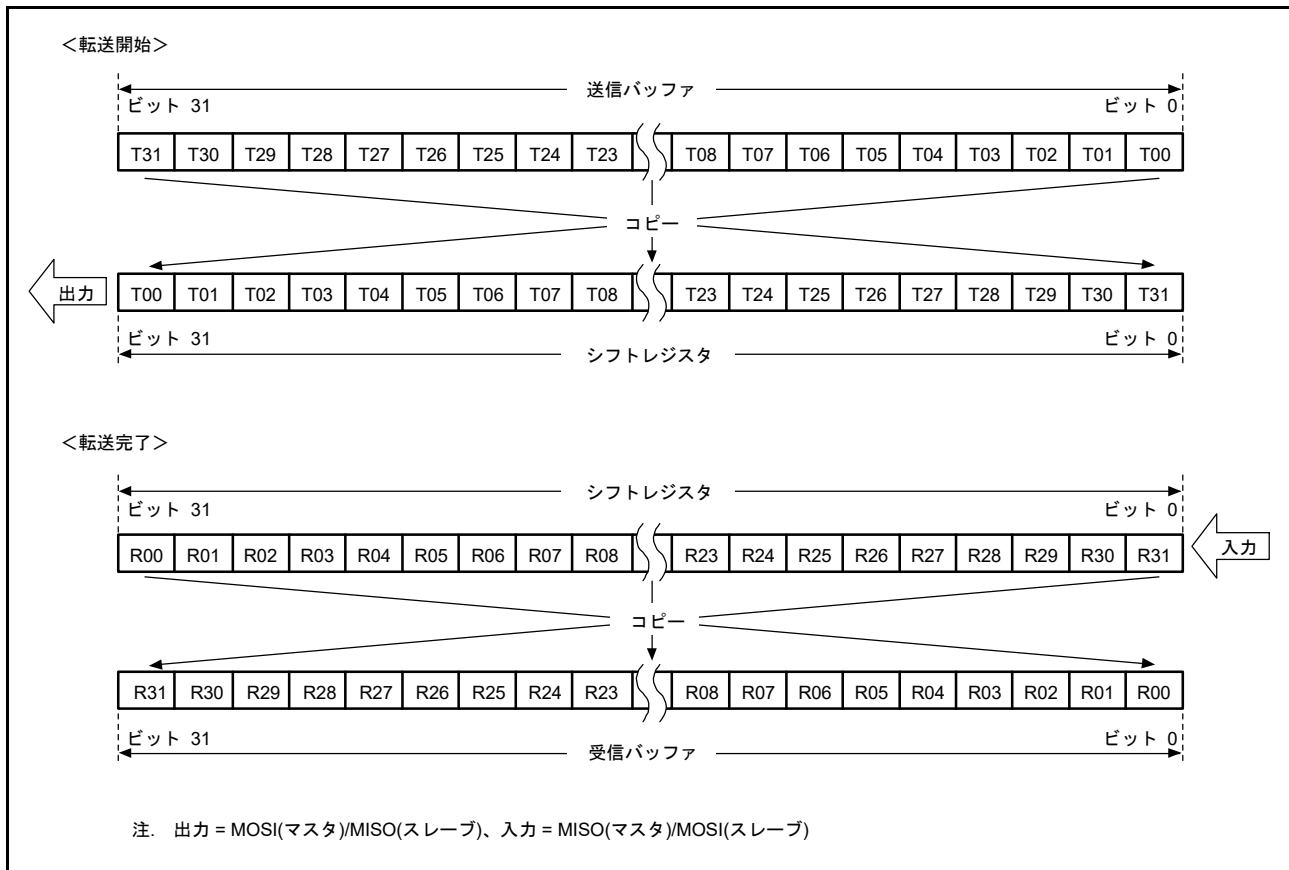 ＜転送開始＞
送信バッファ
ビット 31 ビット 0
T31 T30 T29 T28 T27 T26 T25 T24 T23 T08 T07 T06 T05 T04 T03 T02 T01 T00
コピー
出力 T00 T01 T02 T03 T04 T05 T06 T07 T08 T23 T24 T25 T26 T27 T28 T29 T30 T31
ビット 31 ビット 0
シフトレジスタ
＜転送完了＞
シフトレジスタ
ビット 31 ビット 0
R00 R01 R02 R03 R04 R05 R06 R07 R08 R23 R24 R25 R26 R27 R28 R29 R30 R31 入力
コピー
R31 R30 R29 R28 R27 R26 R25 R24 R23 R08 R07 R06 R05 R04 R03 R02 R01 R00
ビット 31 ビット 0
受信バッファ
注. 出力 = MOSI(マスタ)/MISO(スレーブ)、入力 = MISO(マスタ)/MOSI(スレーブ)